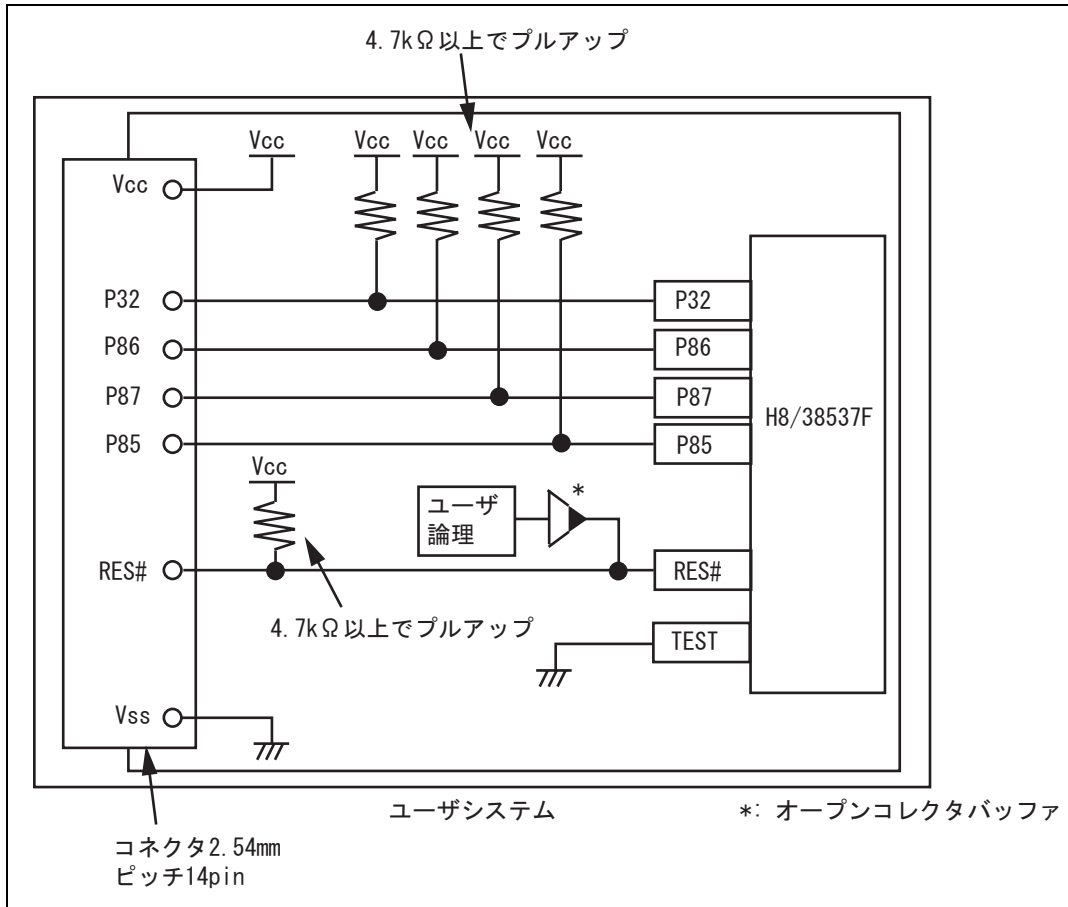 4.7kΩ以上でプルアップ
Vcc Vcc Vcc Vcc Vcc
Vcc
P32 P32
P86 P86
P87 P87
H8/38537F
P85 P85
Vcc
*
ユーザ
論理
RES# RES#
4.7kΩ以上でプルアップ
TEST
Vss
ユーザシステム
*: オープンコレクタバッファ
コネクタ2.54mm
ピッチ14pin